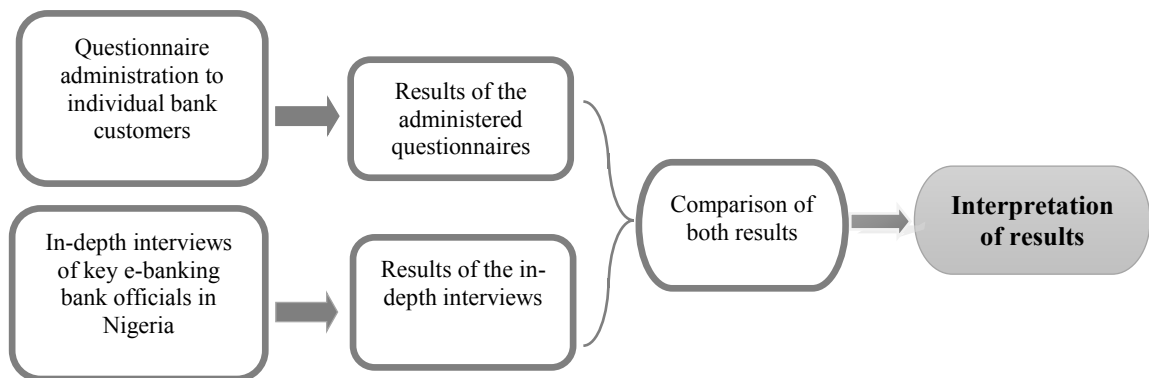 Questionnaire
administration to
individual bank
customers
Results of the
administered
questionnaires
In-depth interviews
of key e-banking
bank officials in
Nigeria
Results of the in-
depth interviews
Comparison of
both results
Interpretation
of results